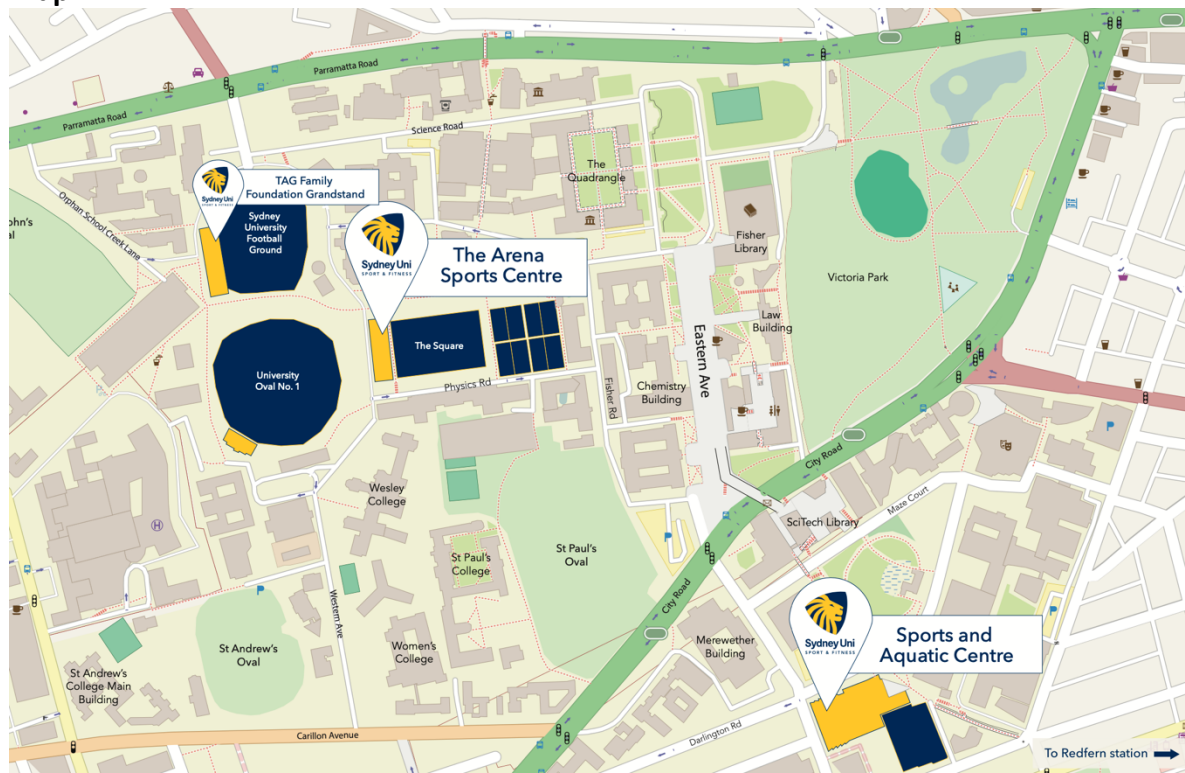 Parramatta Road
Parramatta Road
Science Road
The
Quadrangle
TAG Family
Foundation Grandstand
Sydney Uni
SPORT & FITNESS
Orphan School Creek Lane
Sydney
University
Football
Ground
Sydney Uni
SPORT & FITNESS
The Arena
Sports Centre
Fisher
Library
Victoria Park
Law
Building
Eastern Ave
The Square
University
Oval No. 1
Physics Rd
Fisher Rd
Chemistry
Building
City Road
Wesley
College
Maze Court
SciTech Library
St Paul's
College
St Paul's
Oval
City Road
Western Ave
Sydney Uni
SPORT & FITNESS
Sports and
Aquatic Centre
Women's
College
Merewether
Building
St Andrew's
Oval
St Andrew's
College Main
Building
H
Carillon Avenue
Darlington Rd
To Redfern station